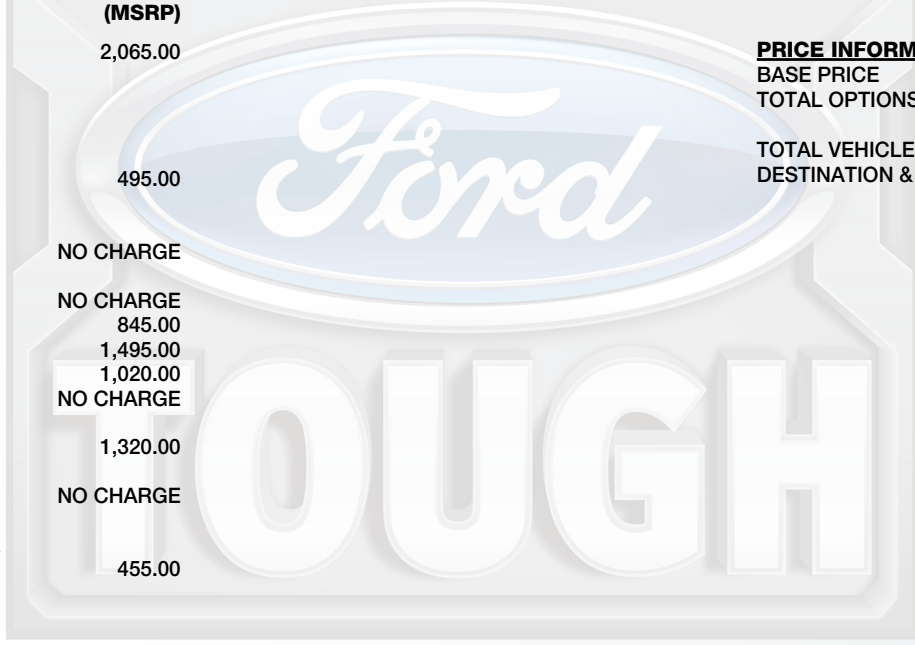 (MSRP)
2,065.00
495.00
NO CHARGE
NO CHARGE
845.00
1,495.00
1,020.00
NO CHARGE
1,320.00
NO CHARGE
455.00
PRICE INFORM
BASE PRICE
TOTAL OPTIONS
TOTAL VEHICLE
DESTINATION &
Ford
TOUGH